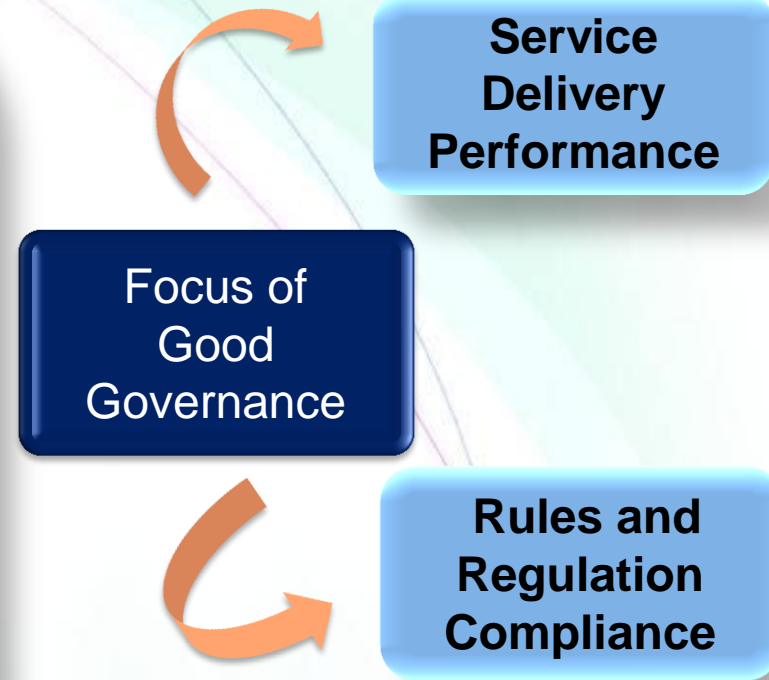 Service
Delivery
Performance
Focus of
Good
Governance
Rules and
Regulation
Compliance